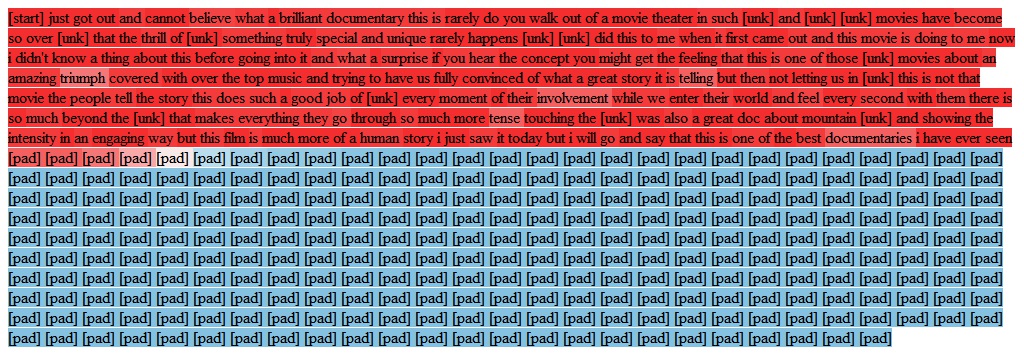 [start] just got out and cannot believe what a brilliant documentary this is rarely do you walk out of a movie theater in such [unk] and [unk] [unk] movies have become
so over [unk] that the thrill of [unk] something truly special and unique rarely happens [unk] [unk] did this to me when it first came out and this movie is doing to me now
i didn't know a thing about this before going into it and what a surprise if you hear the concept you might get the feeling that this is one of those [unk] movies about an
amazing triumph covered with over the top music and trying to have us fully convinced of what a great story it is telling but then not letting us in [unk] this is not that
movie the people tell the story this does such a good job of [unk] every moment of their involvement while we enter their world and feel every second with them there is
so much beyond the [unk] that makes everything they go through so much more tense touching the [unk] was also a great doc about mountain [unk] and showing the
intensity in an engaging way but this film is much more of a human story i just saw it today but i will go and say that this is one of the best documentaries i have ever seen
[pad] [pad] [pad] [pad] [pad] [pad] [pad] [pad] [pad] [pad] [pad] [pad] [pad] [pad] [pad] [pad] [pad] [pad] [pad] [pad] [pad] [pad] [pad] [pad] [pad] [pad] [pad]
[pad] [pad] [pad] [pad] [pad] [pad] [pad] [pad] [pad] [pad] [pad] [pad] [pad] [pad] [pad] [pad] [pad] [pad] [pad] [pad] [pad] [pad] [pad] [pad] [pad] [pad] [pad]
[pad] [pad] [pad] [pad] [pad] [pad] [pad] [pad] [pad] [pad] [pad] [pad] [pad] [pad] [pad] [pad] [pad] [pad] [pad] [pad] [pad] [pad] [pad] [pad] [pad] [pad] [pad]
[pad] [pad] [pad] [pad] [pad] [pad] [pad] [pad] [pad] [pad] [pad] [pad] [pad] [pad] [pad] [pad] [pad] [pad] [pad] [pad] [pad] [pad] [pad] [pad] [pad] [pad] [pad]
[pad] [pad] [pad] [pad] [pad] [pad] [pad] [pad] [pad] [pad] [pad] [pad] [pad] [pad] [pad] [pad] [pad] [pad] [pad] [pad] [pad] [pad] [pad] [pad] [pad] [pad] [pad]
[pad] [pad] [pad] [pad] [pad] [pad] [pad] [pad] [pad] [pad] [pad] [pad] [pad] [pad] [pad] [pad] [pad] [pad] [pad] [pad] [pad] [pad] [pad] [pad] [pad] [pad] [pad]
[pad] [pad] [pad] [pad] [pad] [pad] [pad] [pad] [pad] [pad] [pad] [pad] [pad] [pad] [pad] [pad] [pad] [pad] [pad] [pad] [pad] [pad] [pad] [pad] [pad] [pad] [pad]
[pad] [pad] [pad] [pad] [pad] [pad] [pad] [pad] [pad] [pad] [pad] [pad] [pad] [pad] [pad] [pad] [pad] [pad] [pad] [pad] [pad] [pad] [pad] [pad] [pad] [pad] [pad]
[pad] [pad] [pad] [pad] [pad] [pad] [pad] [pad] [pad] [pad] [pad] [pad] [pad] [pad] [pad] [pad] [pad] [pad] [pad] [pad] [pad] [pad] [pad] [pad] [pad] [pad] [pad]
[pad] [pad] [pad] [pad] [pad] [pad] [pad] [pad] [pad] [pad] [pad] [pad] [pad] [pad] [pad] [pad] [pad] [pad] [pad] [pad] [pad] [pad] [pad] [pad]